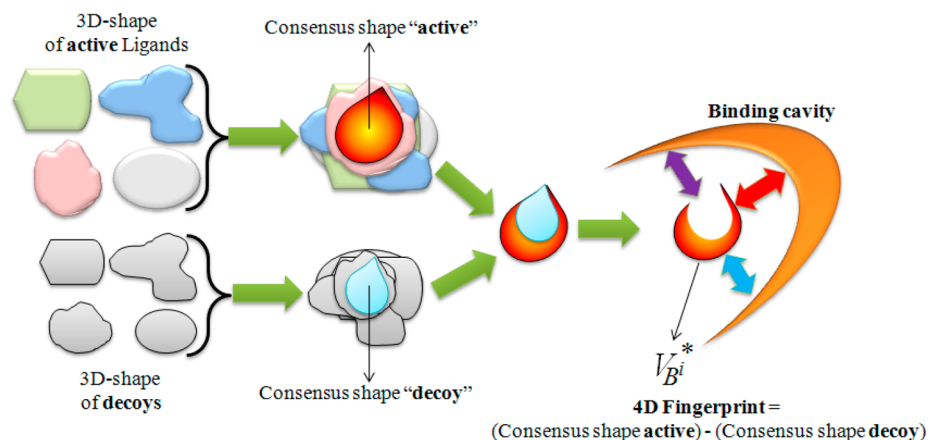 3D-shape
of active Ligands
Consensus shape “active”
Binding cavity
3D-shape
of decoys
Consensus shape “decoy”
V_{B^i}*
4D Fingerprint =
(Consensus shape active) - (Consensus shape decoy)